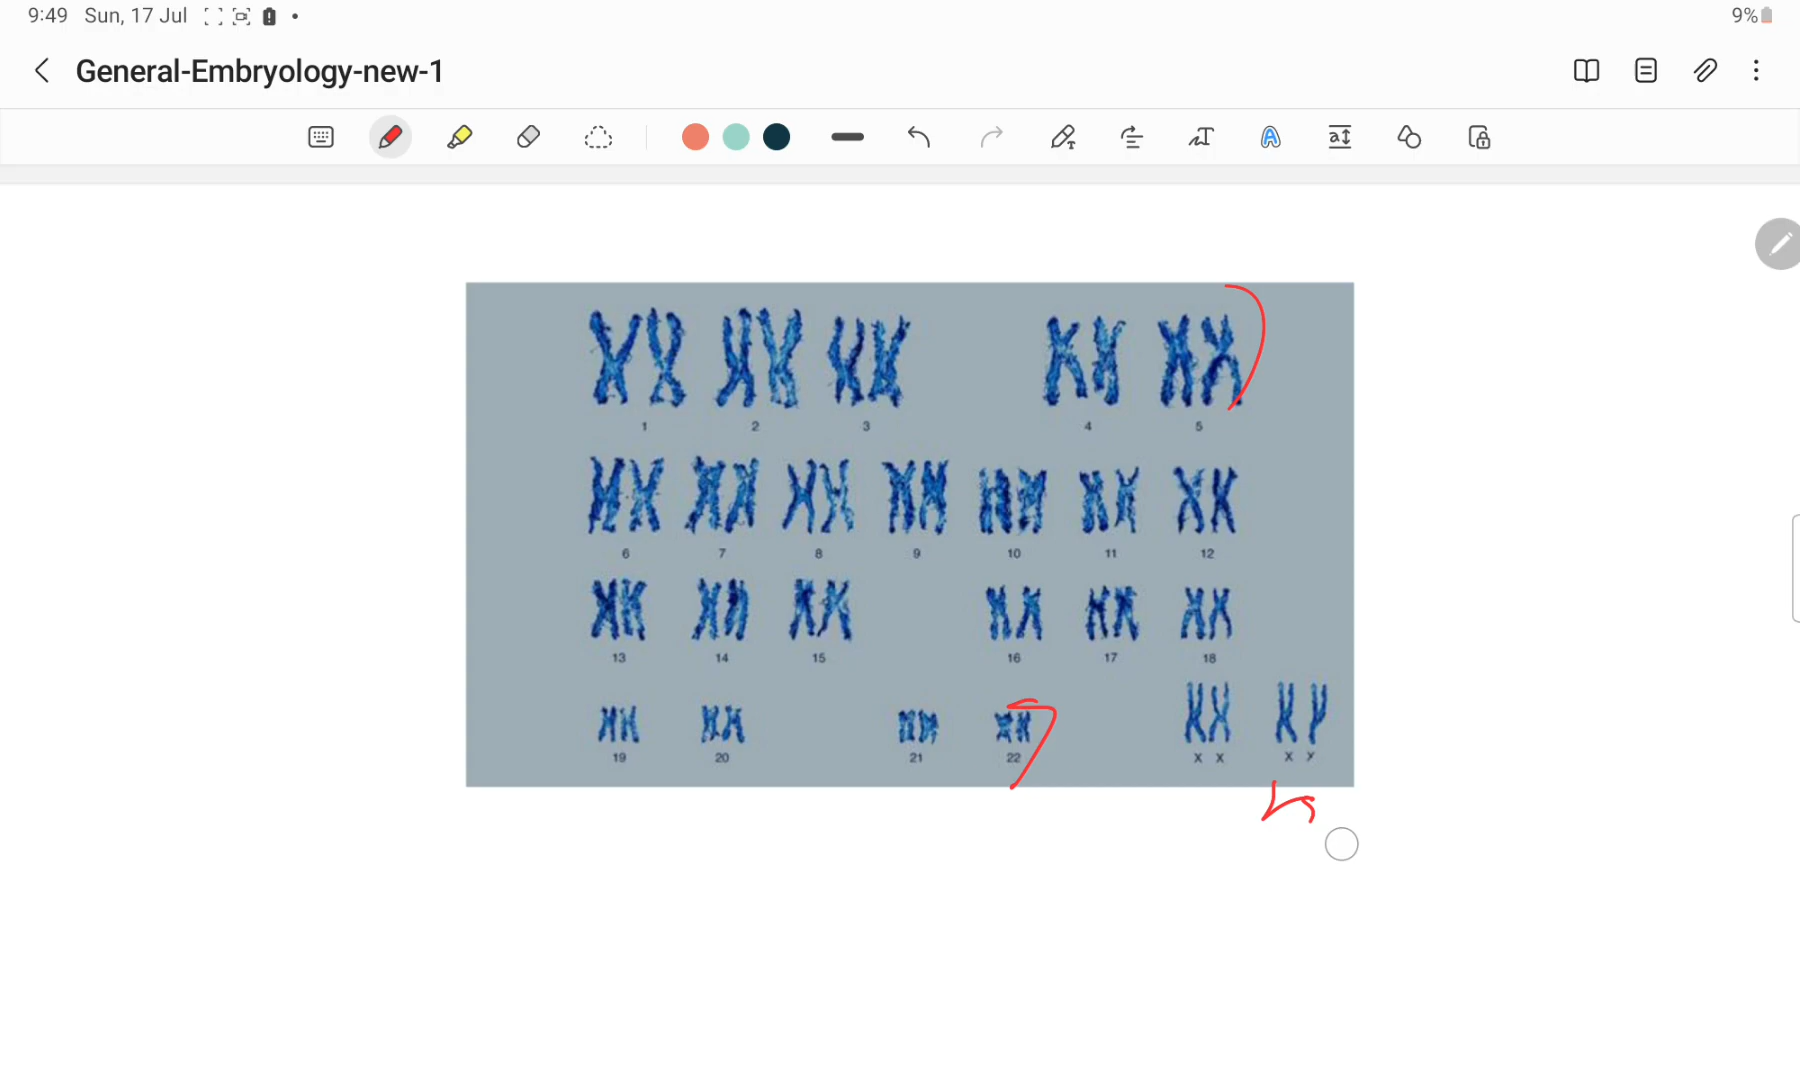 9:49 Sun, 17 Jul 9%
General-Embryology-new-1
1 2 3 4 5
6 7 8 9 10 11 12
13 14 15 16 17 18
19 20 21 22 X X X Y